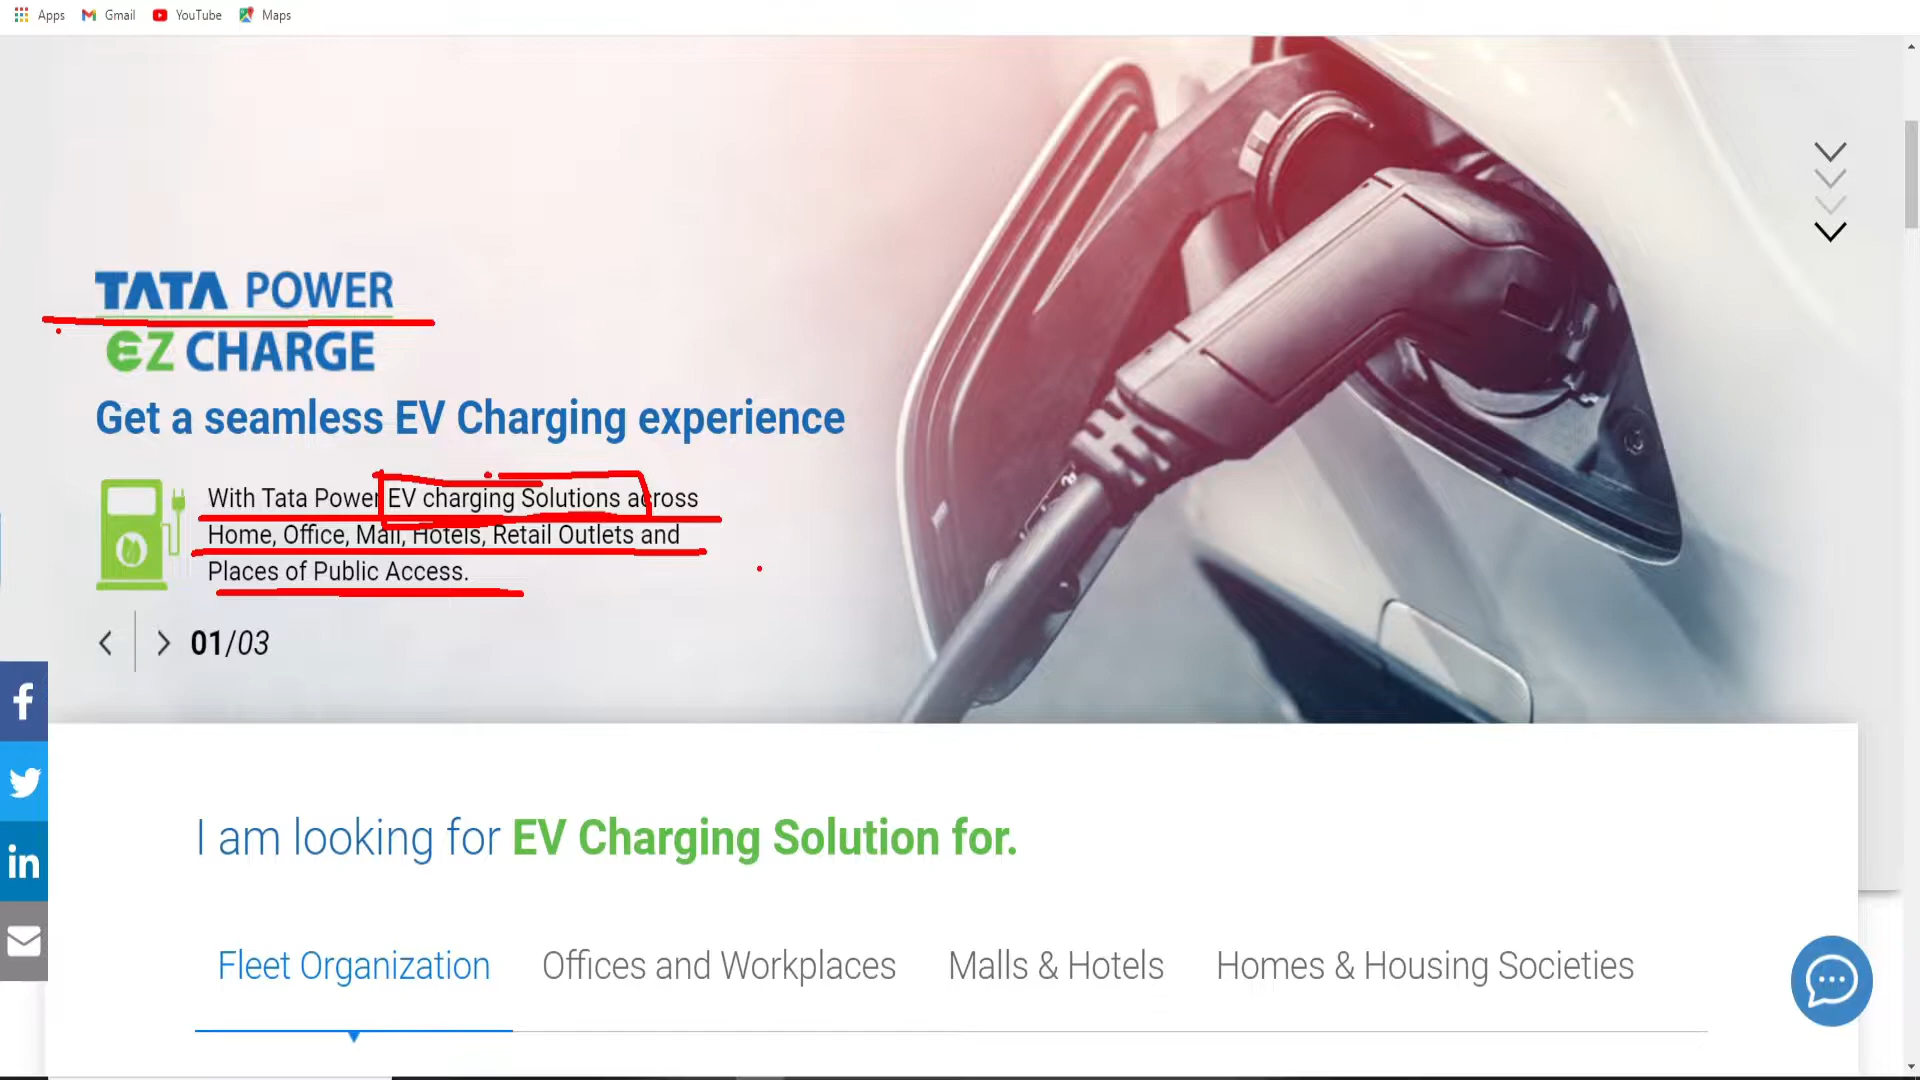 Apps Gmail YouTube Maps
TATA POWER
EZ CHARGE
Get a seamless EV Charging experience
With Tata Power EV charging Solutions across
Home, Office, Mall, Hotels, Retail Outlets and
Places of Public Access.
01/03
I am looking for EV Charging Solution for.
Fleet Organization Offices and Workplaces Malls & Hotels Homes & Housing Societies